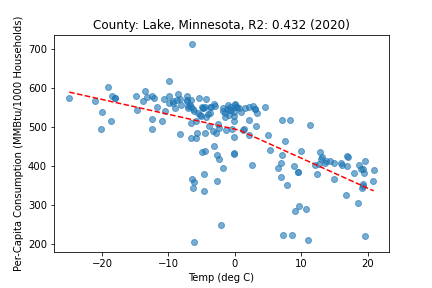 County: Lake, Minnesota, R2: 0.432 (2020)
Per-Capita Consumption (MMBtu/1000 Households)
700
600
500
400
300
200
−20 −10 0 10 20
Temp (deg C)